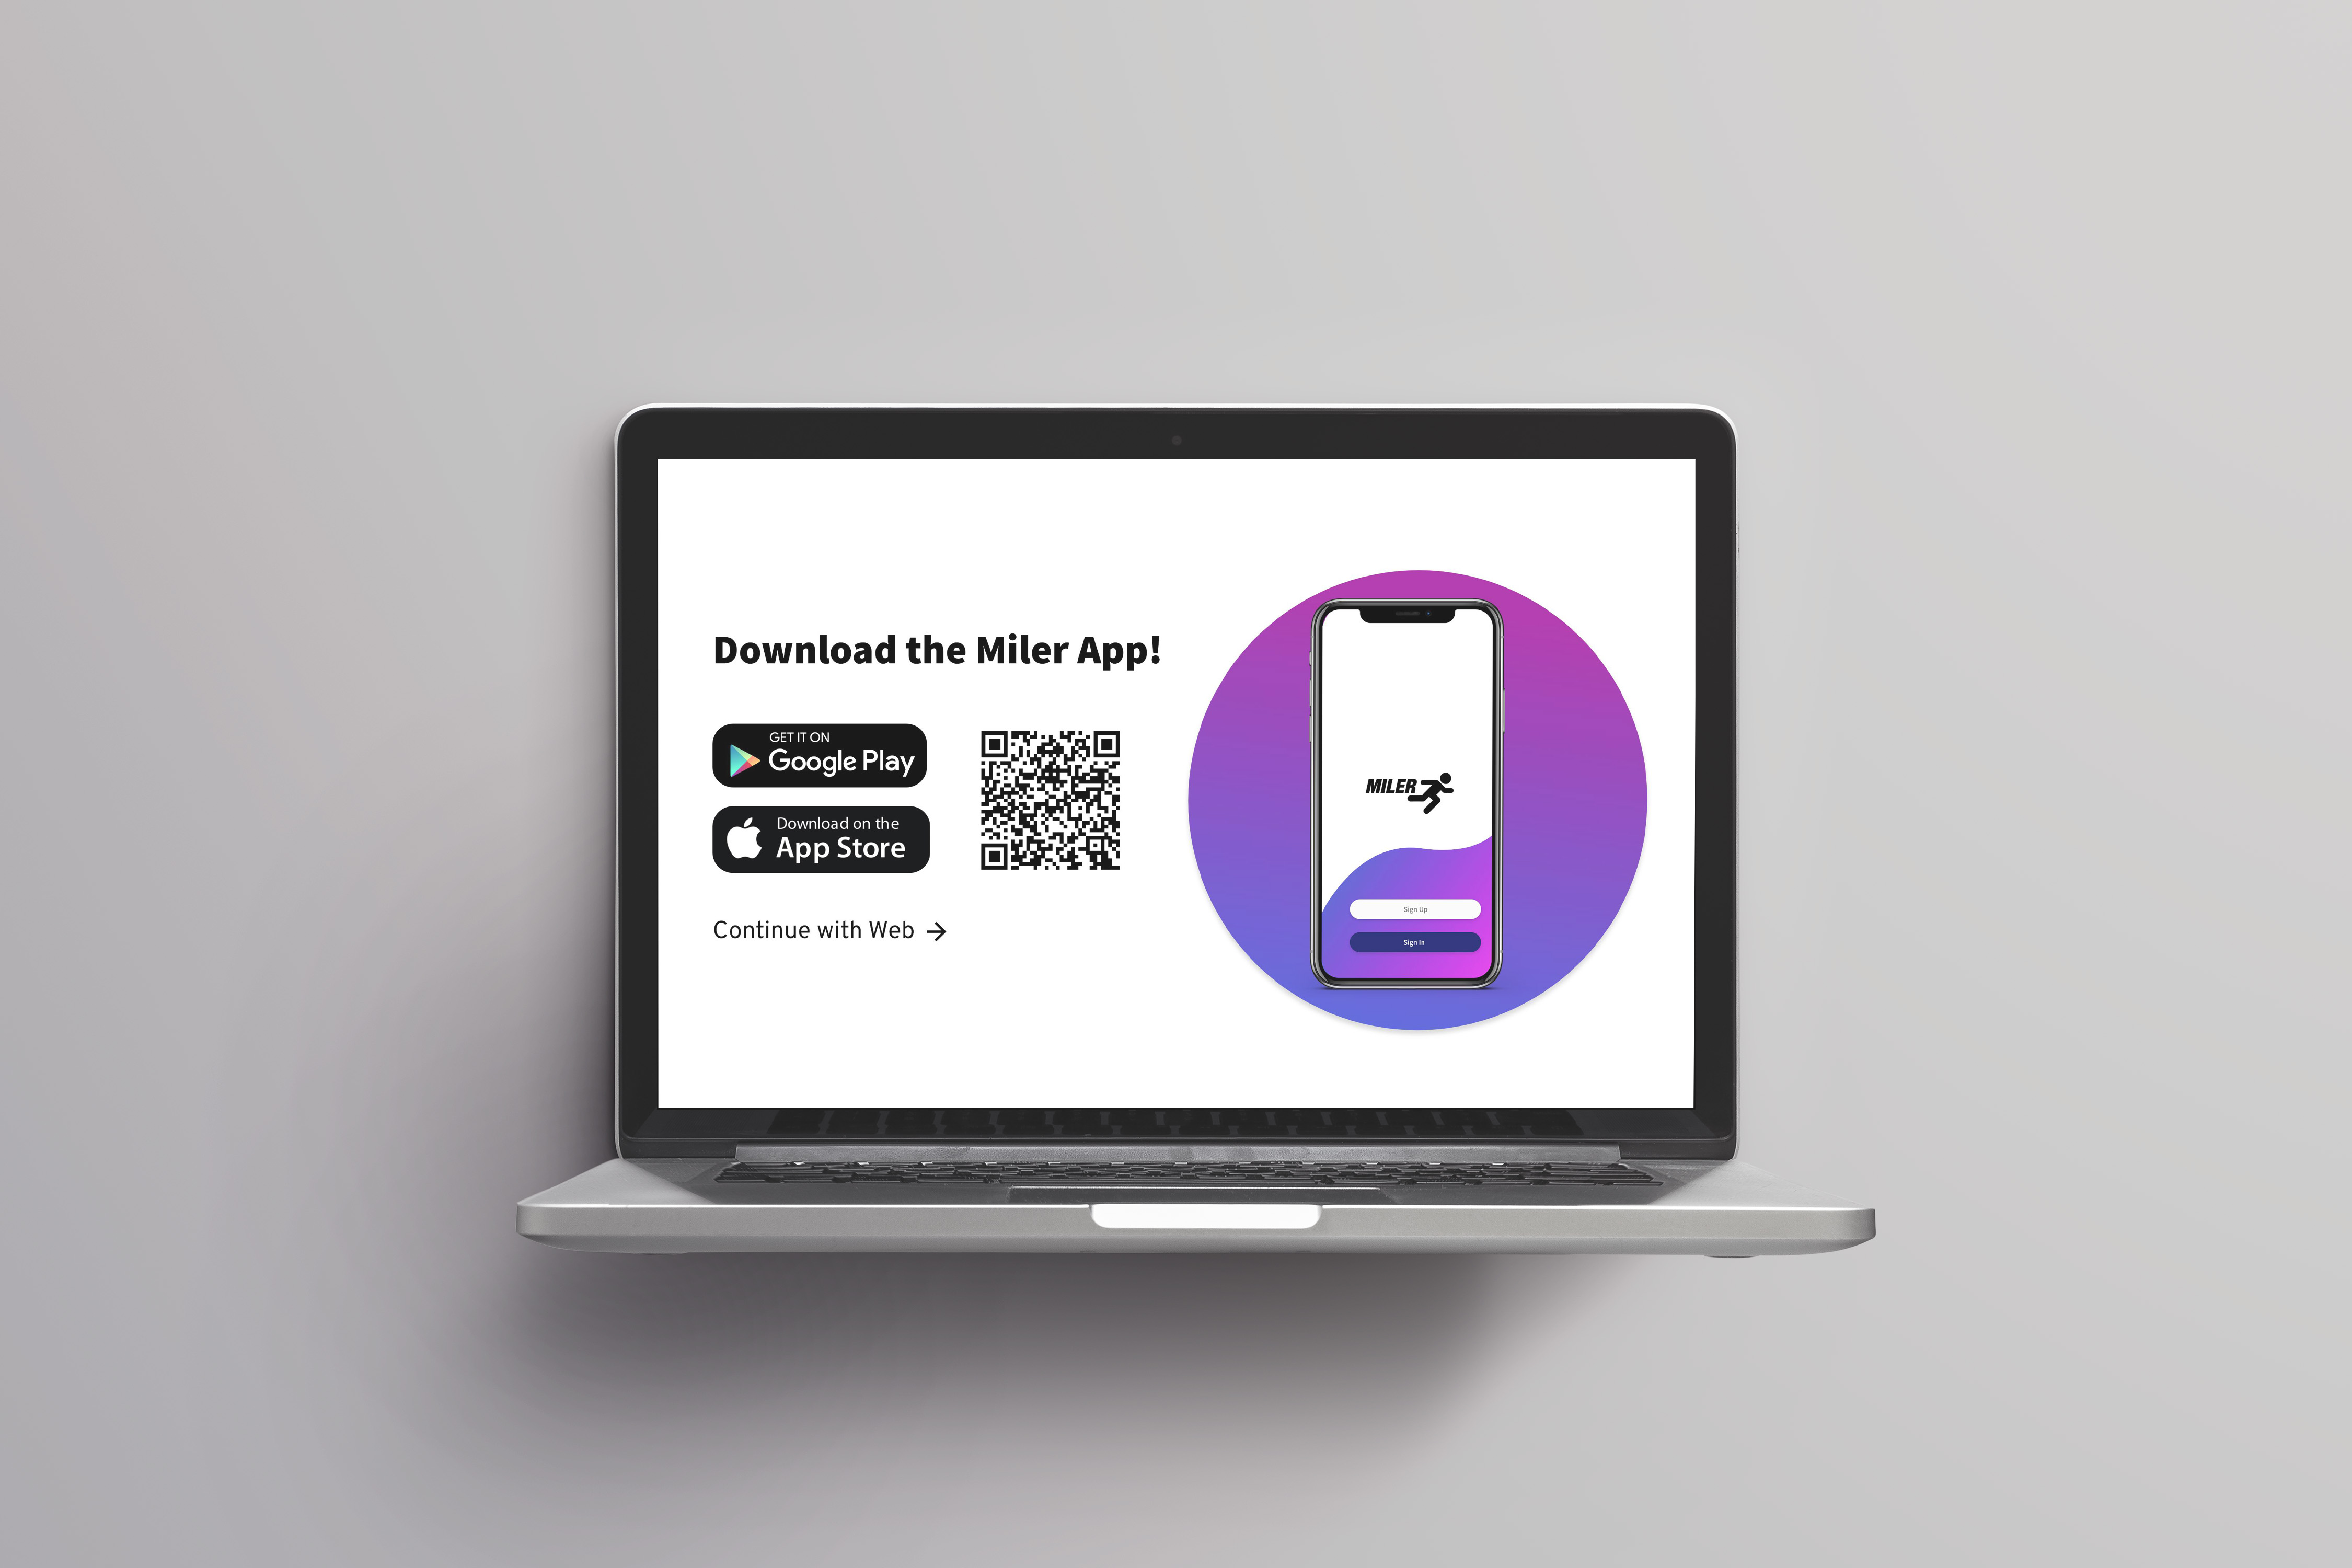 Download the Miler App!
GET IT ON
Google Play
Download on the
App Store
Continue with Web
MILER
Sign Up
Sign In